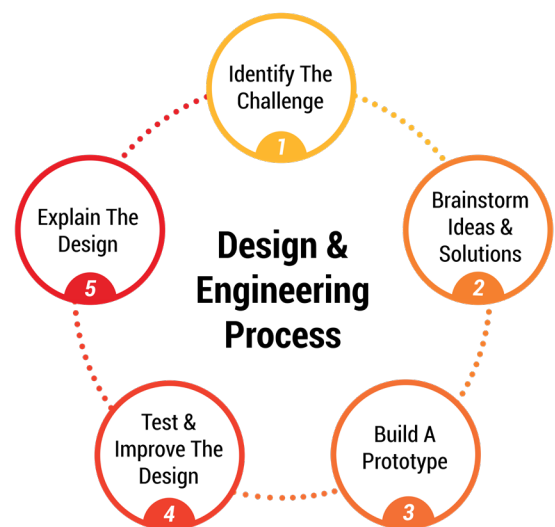 Design &
Engineering
Process
Identify The
Challenge
1
Brainstorm
Ideas &
Solutions
2
Build A
Prototype
3
Test &
Improve The
Design
4
Explain The
Design
5